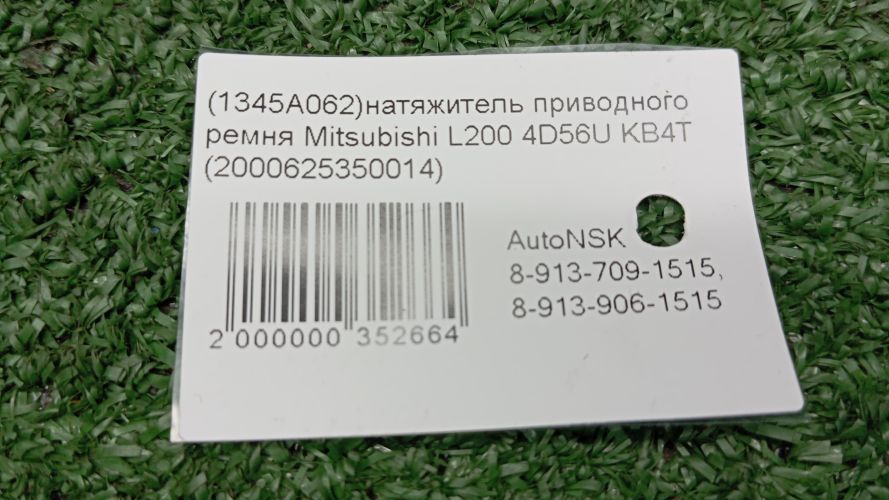 (1345A062)натяжитель приводного
ремня Mitsubishi L200 4D56U KB4T
(2000625350014)
AutoNSK
8-913-709-1515,
8-913-906-1515
2 000000 352664